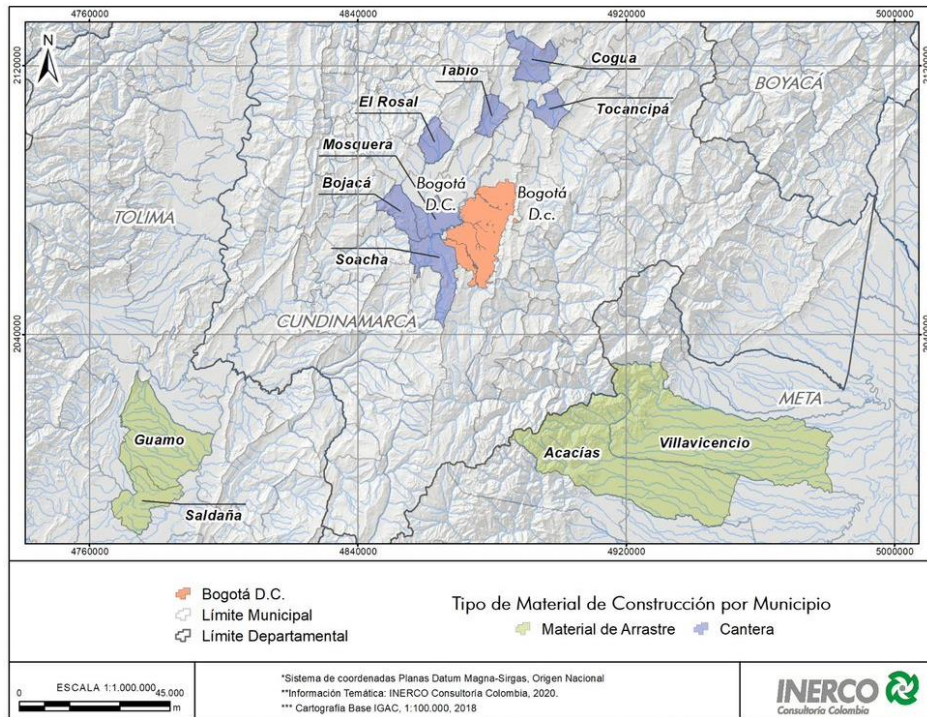 4760000 4840000 4920000 5000000
N
2120000 2120000
Cogua
BOYACÁ
Tabio
El Rosal
Tocancipá
Mosquera
Bogotá
D.C.
Bogotá
D.c.
Bojacá
TOLIMA
Soacha
CUNDINAMARCA
2040000 2040000
META
Guamo
Villavicencio
Acacías
Saldaña
4760000 4840000 4920000 5000000
Bogotá D.C.
Límite Municipal
Límite Departamental
Tipo de Material de Construcción por Municipio
Material de Arrastre Cantera
0 ESCALA 1:1.000.000 45.000
m
*Sistema de coordenadas Planas Datum Magna-Sirgas, Origen Nacional
**Información Temática: INERCO Consultoría Colombia, 2020.
*** Cartografía Base IGAC, 1:100.000, 2018
INERCO
Consultoría Colombia